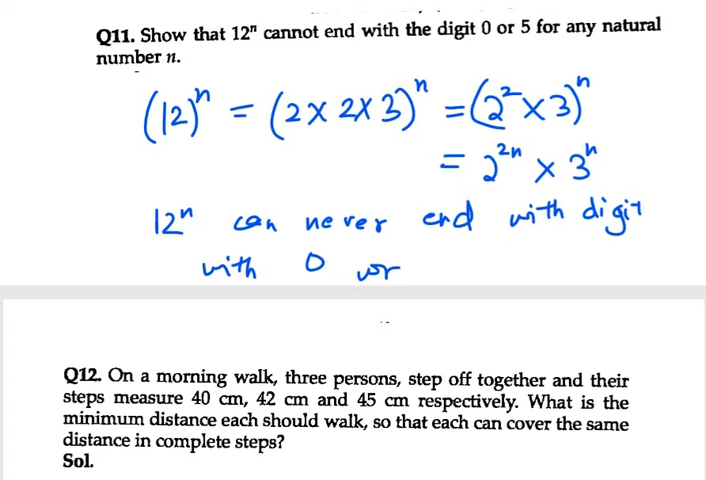 Q11. Show that 12ⁿ cannot end with the digit 0 or 5 for any natural
number n.
(12)ⁿ = (2 × 2 × 3)ⁿ = (2² × 3)ⁿ
= 2²ⁿ × 3ⁿ
12ⁿ can never end with digit
with 0 or
Q12. On a morning walk, three persons, step off together and their
steps measure 40 cm, 42 cm and 45 cm respectively. What is the
minimum distance each should walk, so that each can cover the same
distance in complete steps?
Sol.